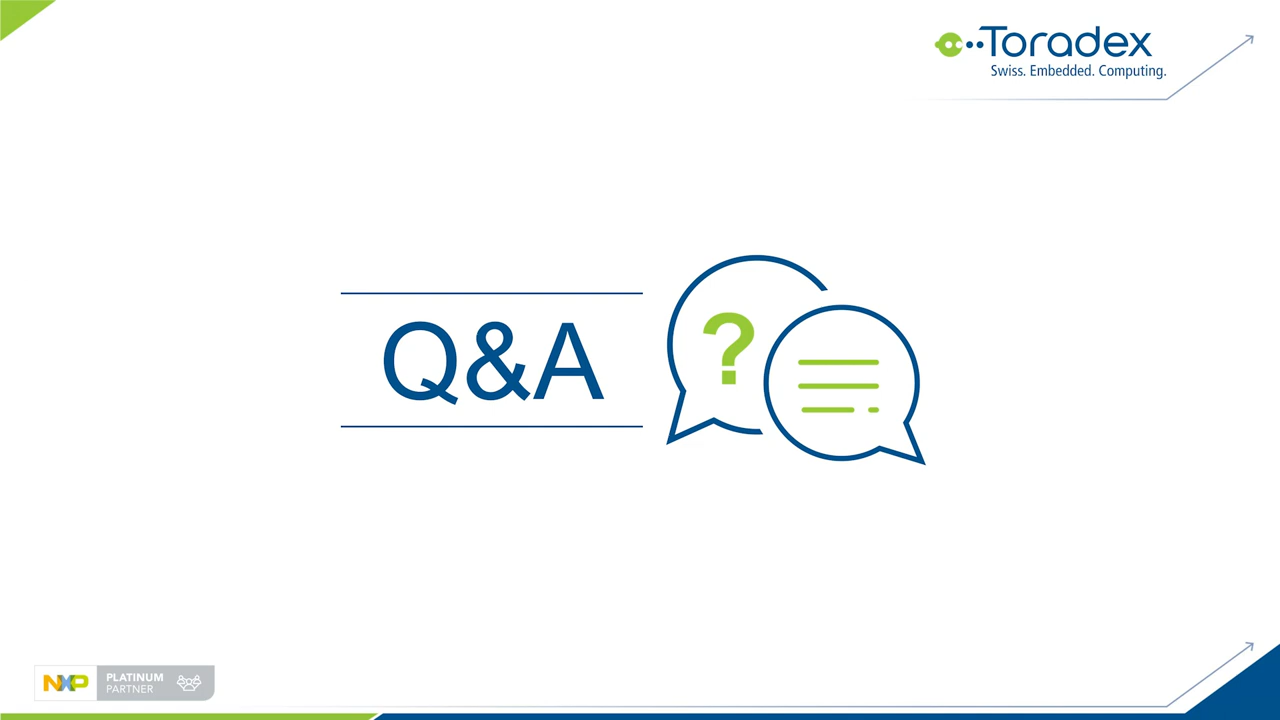 Toradex
Swiss. Embedded. Computing.
Q&A
?
NXP
PLATINUM
PARTNER